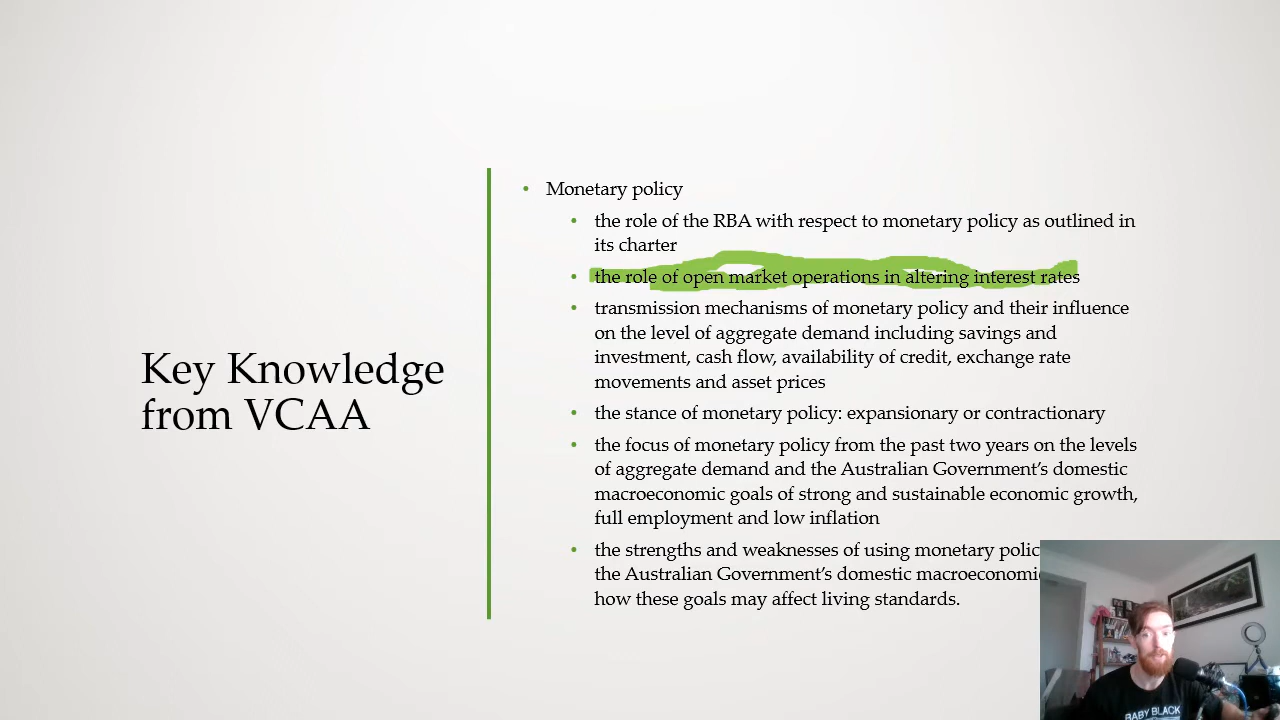 Key Knowledge
from VCAA
• Monetary policy
• the role of the RBA with respect to monetary policy as outlined in
its charter
• the role of open market operations in altering interest rates
• transmission mechanisms of monetary policy and their influence
on the level of aggregate demand including savings and
investment, cash flow, availability of credit, exchange rate
movements and asset prices
• the stance of monetary policy: expansionary or contractionary
• the focus of monetary policy from the past two years on the levels
of aggregate demand and the Australian Government’s domestic
macroeconomic goals of strong and sustainable economic growth,
full employment and low inflation
• the strengths and weaknesses of using monetary polic
the Australian Government’s domestic macroeconomic
how these goals may affect living standards.
BABY BLACK